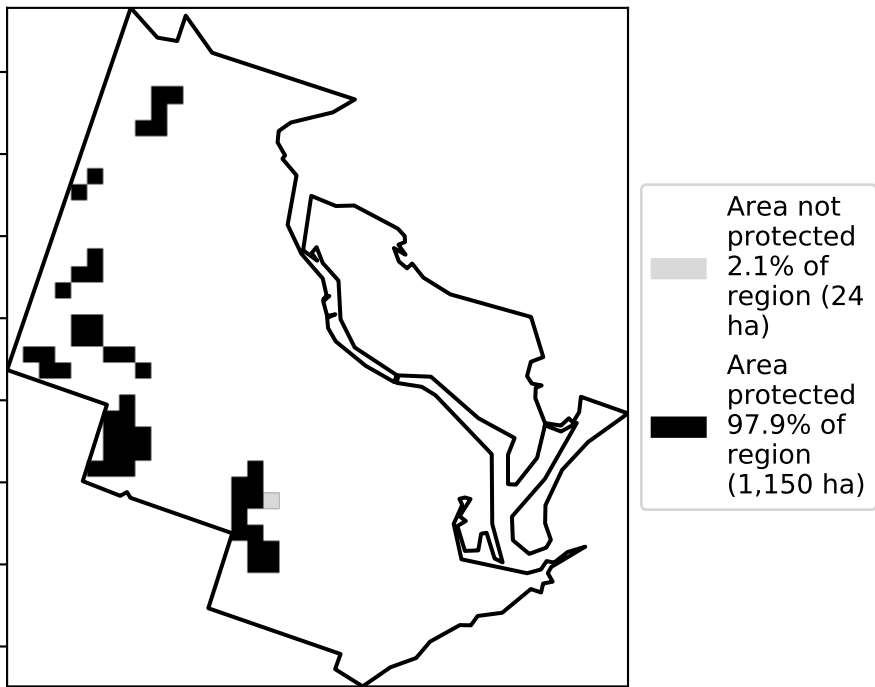 Area not
protected
2.1% of
region (24
ha)
Area
protected
97.9% of
region
(1,150 ha)